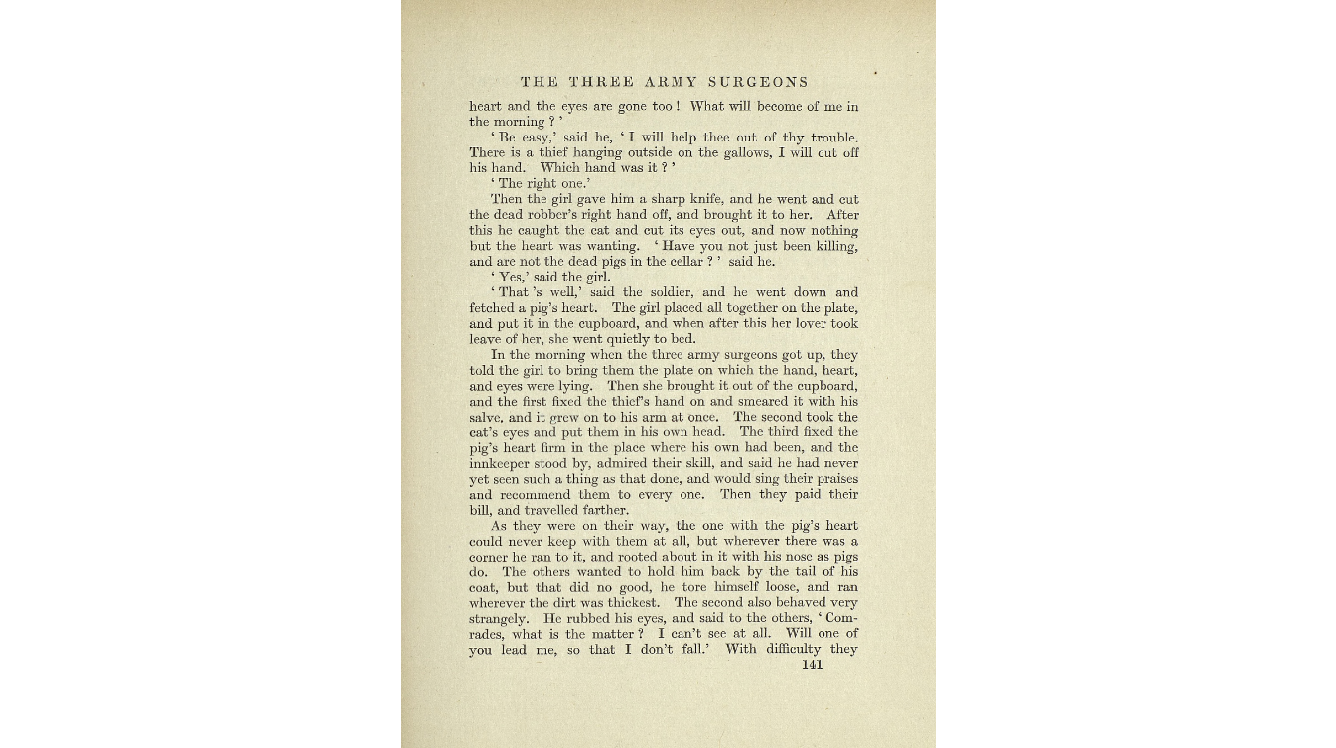 THE THREE ARMY SURGEONS
heart and the eyes are gone too ! What will become of me in
the morning ? ’
‘ Be easy,’ said he, ‘ I will help thee out of thy trouble.
There is a thief hanging outside on the gallows, I will cut off
his hand. Which hand was it ? ’
‘ The right one.’
Then the girl gave him a sharp knife, and he went and cut
the dead robber’s right hand off, and brought it to her. After
this he caught the cat and cut its eyes out, and now nothing
but the heart was wanting. ‘ Have you not just been killing,
and are not the dead pigs in the cellar ? ’ said he.
‘ Yes,’ said the girl.
‘ That ’s well,’ said the soldier, and he went down and
fetched a pig’s heart. The girl placed all together on the plate,
and put it in the cupboard, and when after this her lover took
leave of her, she went quietly to bed.
In the morning when the three army surgeons got up, they
told the girl to bring them the plate on which the hand, heart,
and eyes were lying. Then she brought it out of the cupboard,
and the first fixed the thief’s hand on and smeared it with his
salve, and it grew on to his arm at once. The second took the
cat’s eyes and put them in his own head. The third fixed the
pig’s heart firm in the place where his own had been, and the
innkeeper stood by, admired their skill, and said he had never
yet seen such a thing as that done, and would sing their praises
and recommend them to every one. Then they paid their
bill, and travelled farther.
As they were on their way, the one with the pig’s heart
could never keep with them at all, but wherever there was a
corner he ran to it, and rooted about in it with his nose as pigs
do. The others wanted to hold him back by the tail of his
coat, but that did no good, he tore himself loose, and ran
wherever the dirt was thickest. The second also behaved very
strangely. He rubbed his eyes, and said to the others, ‘ Com-
rades, what is the matter ? I can’t see at all. Will one of
you lead me, so that I don’t fall.’ With difficulty they
141